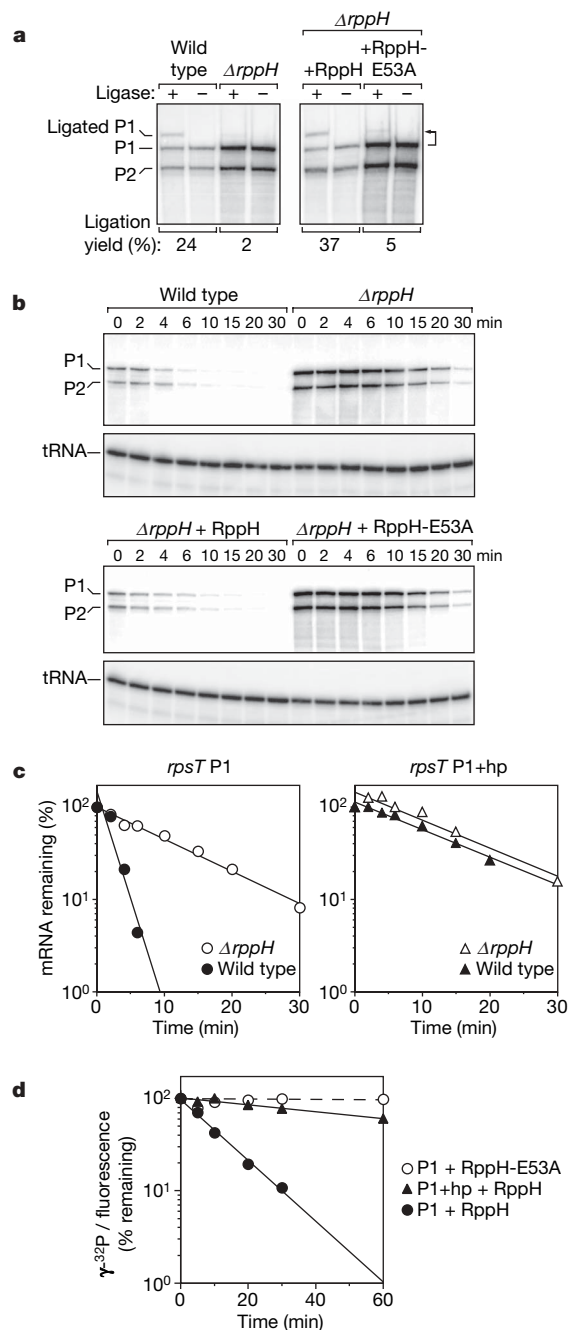 a
ΔrppH
Wild type ΔrppH +RppH +RppH-E53A
Ligase: + – + – + – + –
Ligated P1
P1
P2
Ligation
yield (%): 24 2 37 5
b
Wild type ΔrppH
0 2 4 6 10 15 20 30 0 2 4 6 10 15 20 30 min
P1
P2
tRNA
ΔrppH + RppH ΔrppH + RppH-E53A
0 2 4 6 10 15 20 30 0 2 4 6 10 15 20 30 min
P1
P2
tRNA
c
rpsT P1 rpsT P1+hp
mRNA remaining (%)
10² 10²
10¹ 10¹
10⁰ 10⁰
ΔrppH ΔrppH
Wild type Wild type
0 10 20 30 0 10 20 30
Time (min) Time (min)
d
γ-³²P / fluorescence
(% remaining)
10²
10¹
10⁰
P1 + RppH-E53A
P1+hp + RppH
P1 + RppH
0 20 40 60
Time (min)